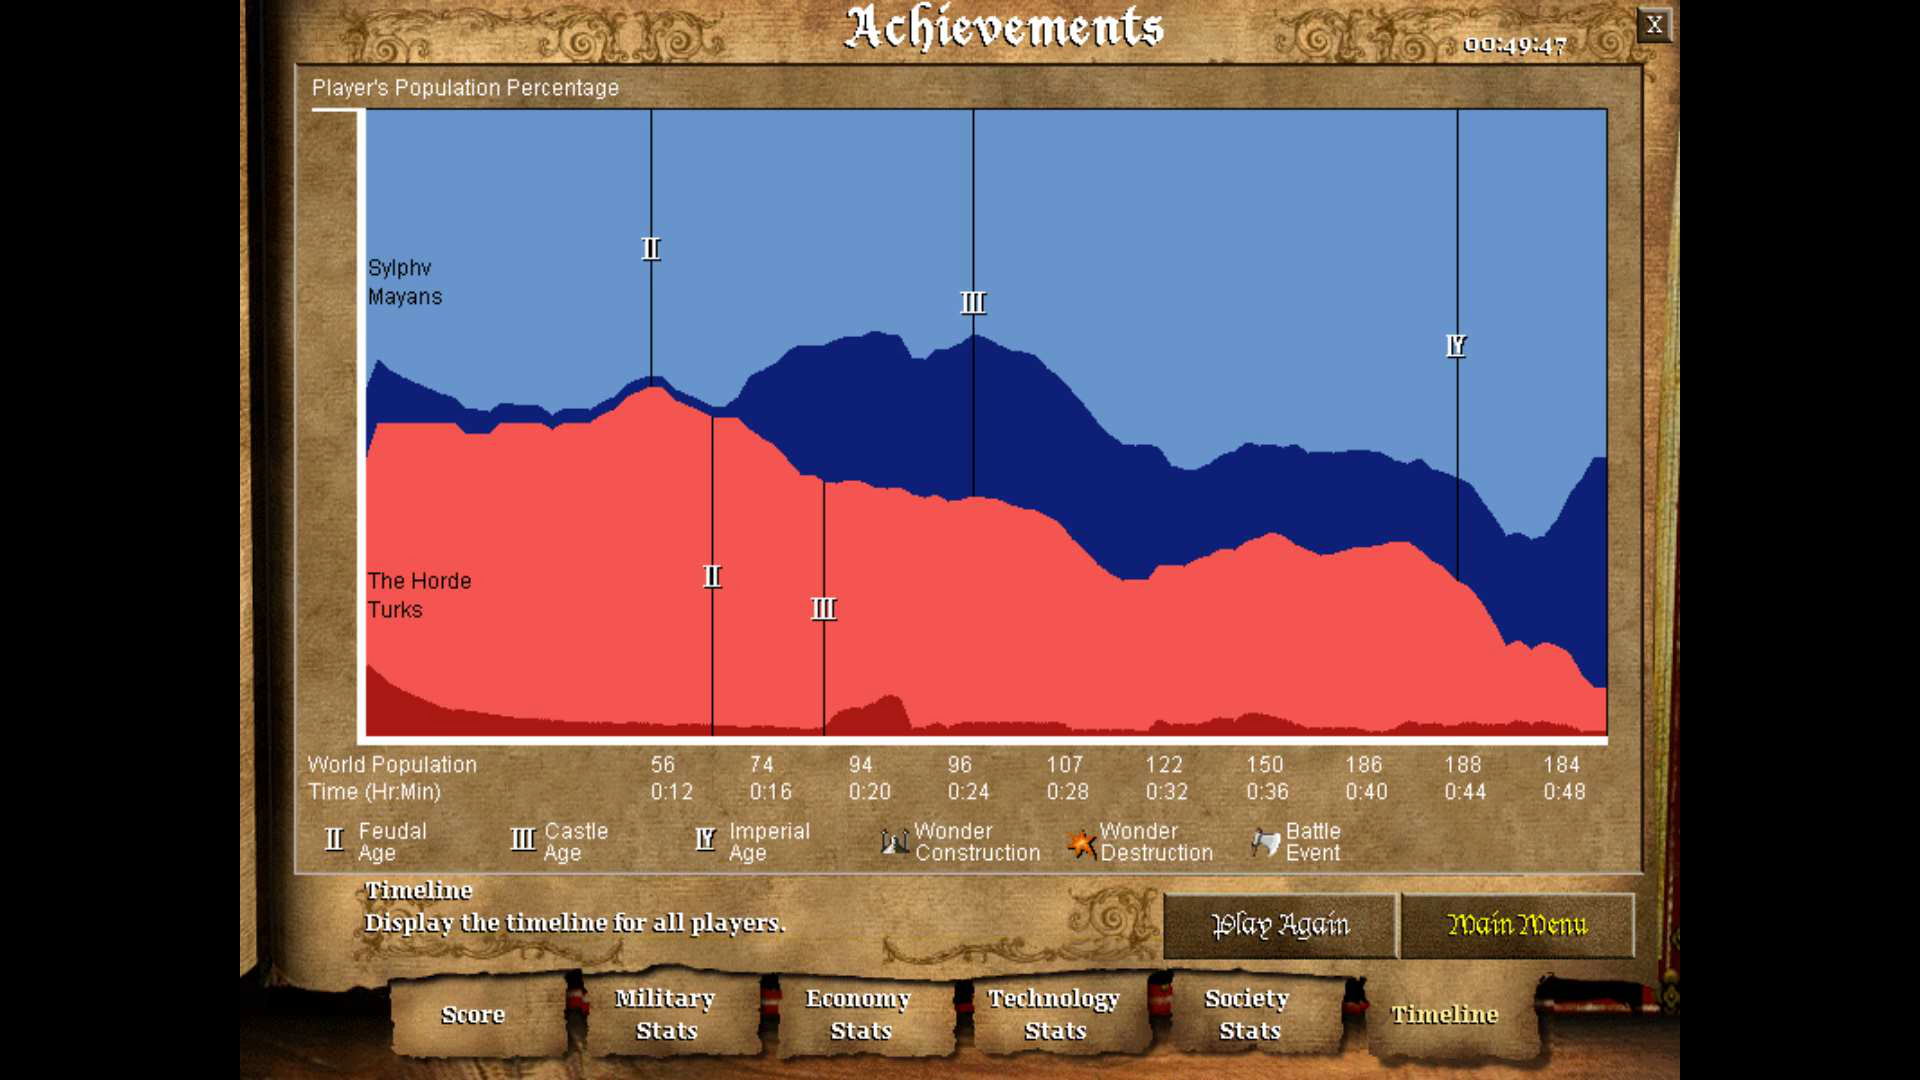 Achievements
00:49:47
X
Player's Population Percentage
II
III
IV
Sylphv
Mayans
The Horde
Turks
II
III
World Population 56 74 94 96 107 122 150 186 188 184
Time (Hr:Min) 0:12 0:16 0:20 0:24 0:28 0:32 0:36 0:40 0:44 0:48
II Feudal Age
III Castle Age
IV Imperial Age
Wonder Construction
Wonder Destruction
Battle Event
Timeline
Display the timeline for all players.
Play Again
Main Menu
Score
Military Stats
Economy Stats
Technology Stats
Society Stats
Timeline